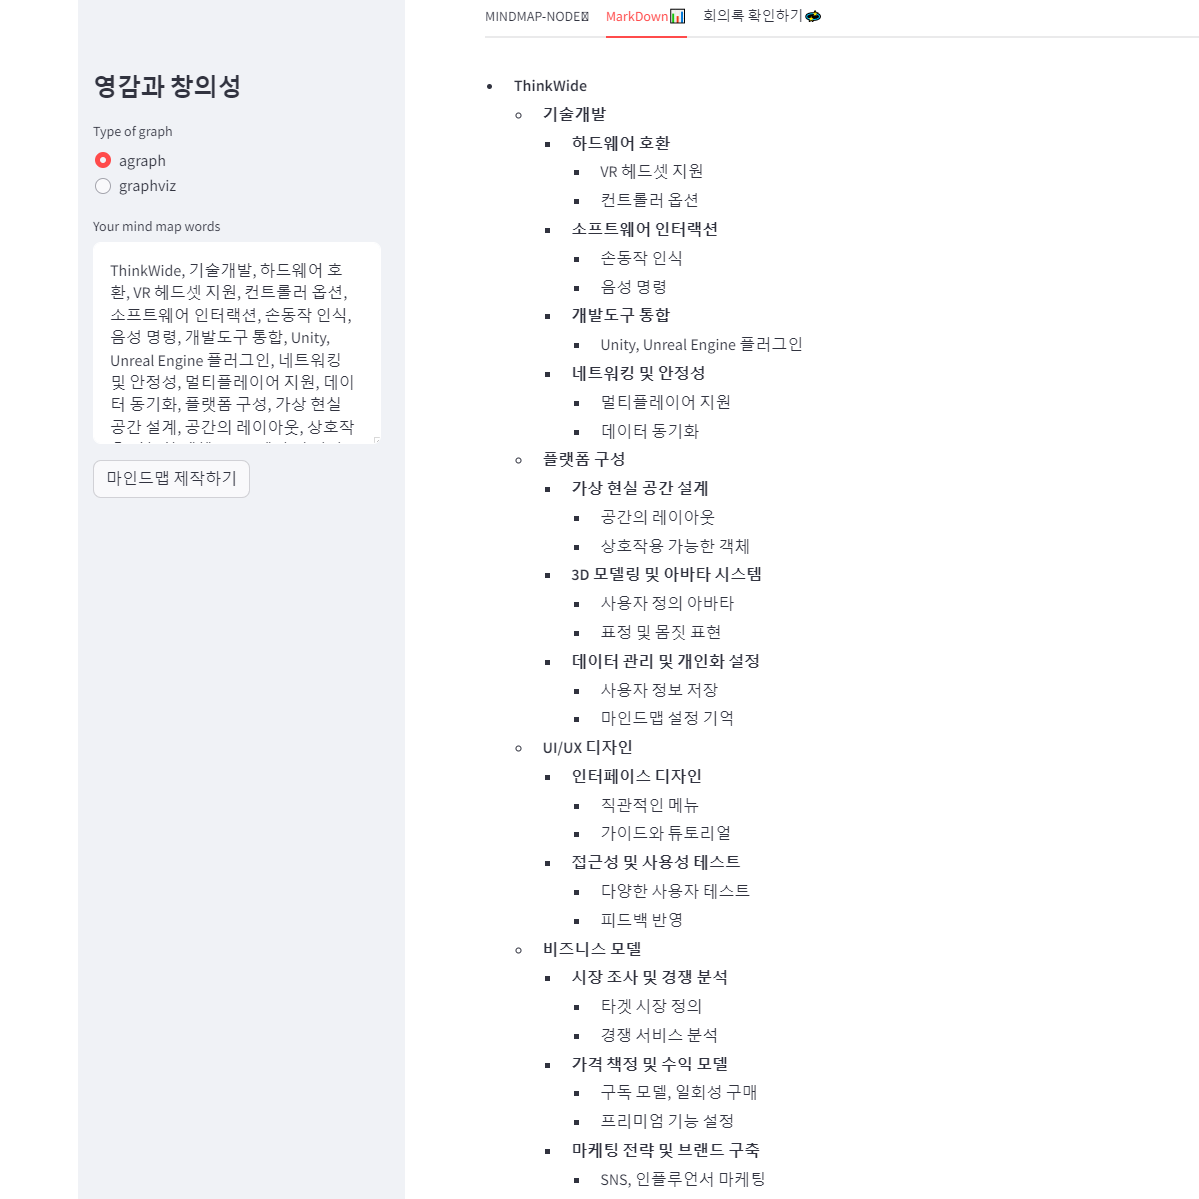 MINDMAP-NODE
MarkDown📊
회의록 확인하기
영감과 창의성
Type of graph
agraph
graphviz
Your mind map words
ThinkWide, 기술개발, 하드웨어 호
환, VR 헤드셋 지원, 컨트롤러 옵션,
소프트웨어 인터랙션, 손동작 인식,
음성 명령, 개발도구 통합, Unity,
Unreal Engine 플러그인, 네트워킹
및 안정성, 멀티플레이어 지원, 데이
터 동기화, 플랫폼 구성, 가상 현실
공간 설계, 공간의 레이아웃, 상호작
마인드맵 제작하기
ThinkWide
기술개발
하드웨어 호환
VR 헤드셋 지원
컨트롤러 옵션
소프트웨어 인터랙션
손동작 인식
음성 명령
개발도구 통합
Unity, Unreal Engine 플러그인
네트워킹 및 안정성
멀티플레이어 지원
데이터 동기화
플랫폼 구성
가상 현실 공간 설계
공간의 레이아웃
상호작용 가능한 객체
3D 모델링 및 아바타 시스템
사용자 정의 아바타
표정 및 몸짓 표현
데이터 관리 및 개인화 설정
사용자 정보 저장
마인드맵 설정 기억
UI/UX 디자인
인터페이스 디자인
직관적인 메뉴
가이드와 튜토리얼
접근성 및 사용성 테스트
다양한 사용자 테스트
피드백 반영
비즈니스 모델
시장 조사 및 경쟁 분석
타겟 시장 정의
경쟁 서비스 분석
가격 책정 및 수익 모델
구독 모델, 일회성 구매
프리미엄 기능 설정
마케팅 전략 및 브랜드 구축
SNS, 인플루언서 마케팅